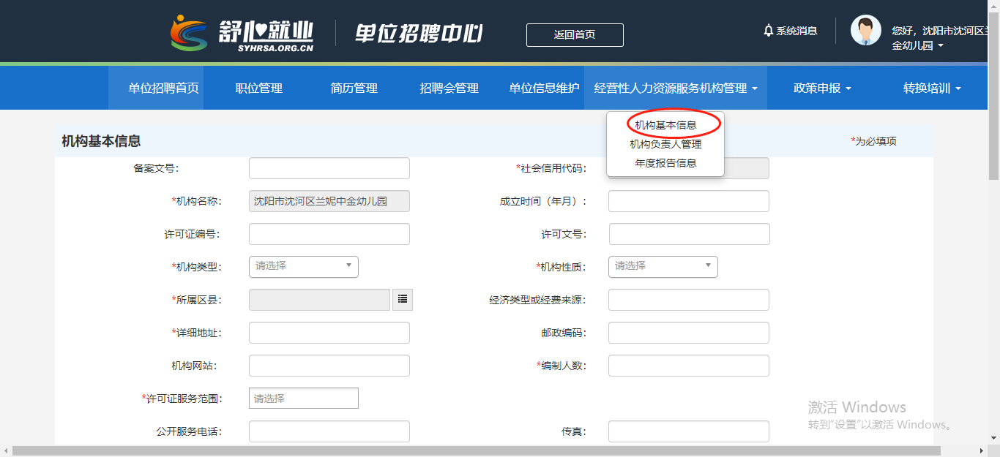 舒心就业
SYHRSA.ORG.CN
单位招聘中心
返回首页
系统消息
您好，沈阳市沈河区
金幼儿园
单位招聘首页 职位管理 简历管理 招聘会管理 单位信息维护 经营性人力资源服务机构管理 政策申报 转换培训
机构基本信息
机构负责人管理
年度报告信息
机构基本信息 *为必填项
备案文号： *社会信用代码：
*机构名称： 沈阳市沈河区兰妮中金幼儿园 成立时间（年月）：
许可证编号： 许可文号：
*机构类型： 请选择 *机构性质： 请选择
*所属区县： 经济类型或经费来源：
*详细地址： 邮政编码：
机构网站： *编制人数：
*许可证服务范围： 请选择
公开服务电话： 传真：
激活 Windows
转到"设置"以激活 Windows。